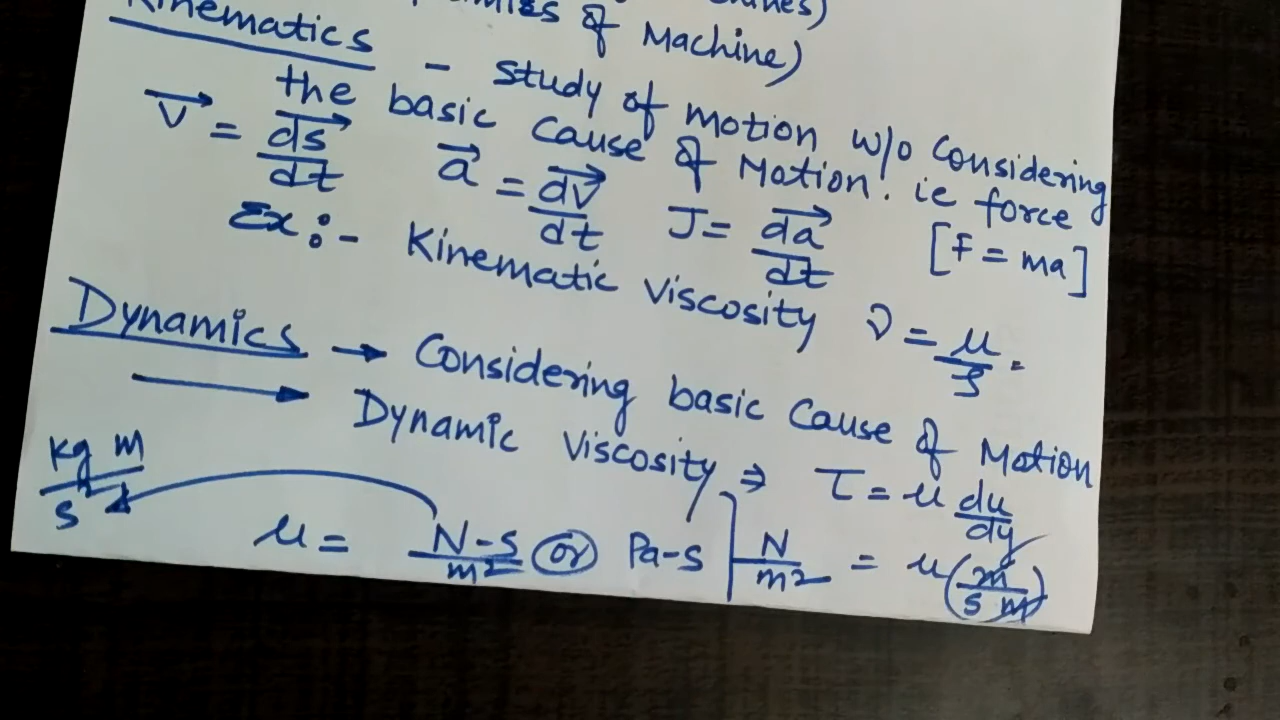 of Machine)
Kinematics - Study of motion w/o Considering
the basic cause of Motion. ie force
V⃗ = d͞s⃗/dt a⃗ = dv⃗/dt J = da⃗/dt [F = ma]
Ex:- Kinematic Viscosity ν = μ/ρ.
Dynamics → Considering basic Cause of Motion
→ Dynamic Viscosity ⇒ τ = μ du/dy
kg m/s²
μ = N-s/m² or Pa-s | N/m² = μ(m/s m)